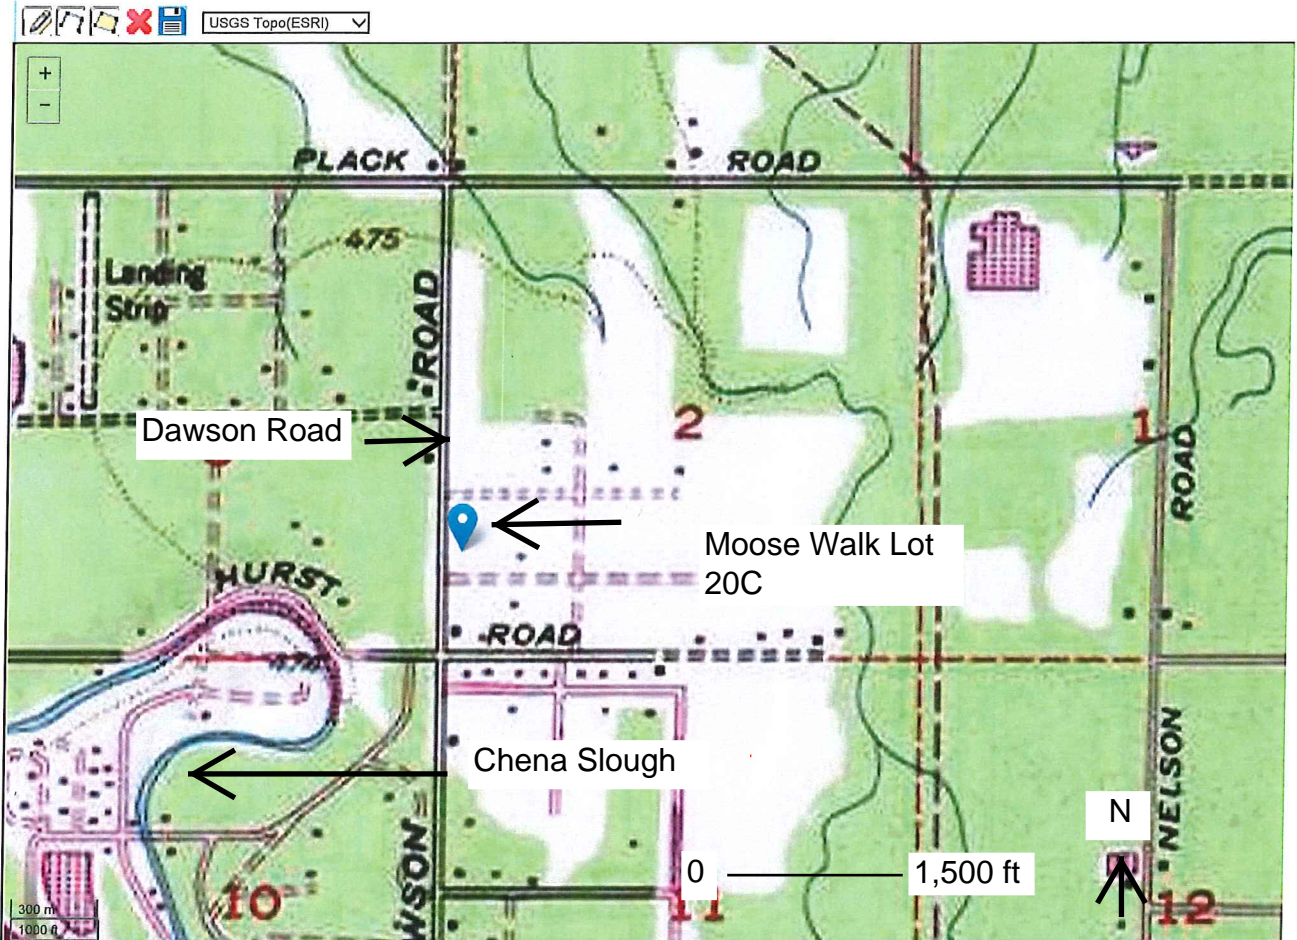 USGS Topo(ESRI)
+
-
PLACK ROAD
475
Landing
Strip
ROAD
Dawson Road
2
1
ROAD
Moose Walk Lot
20C
HURST
ROAD
Chena Slough
NELSON
N
WSON
0 1,500 ft
10
11
12
300 m
1000 ft